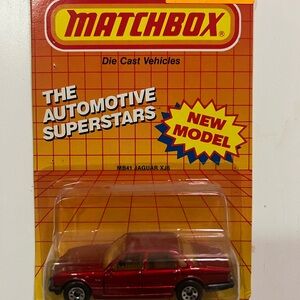 MATCHBOX®
Die Cast Vehicles
THE
AUTOMOTIVE
SUPERSTARS
NEW
MODEL
MB41 JAGUAR XJ6